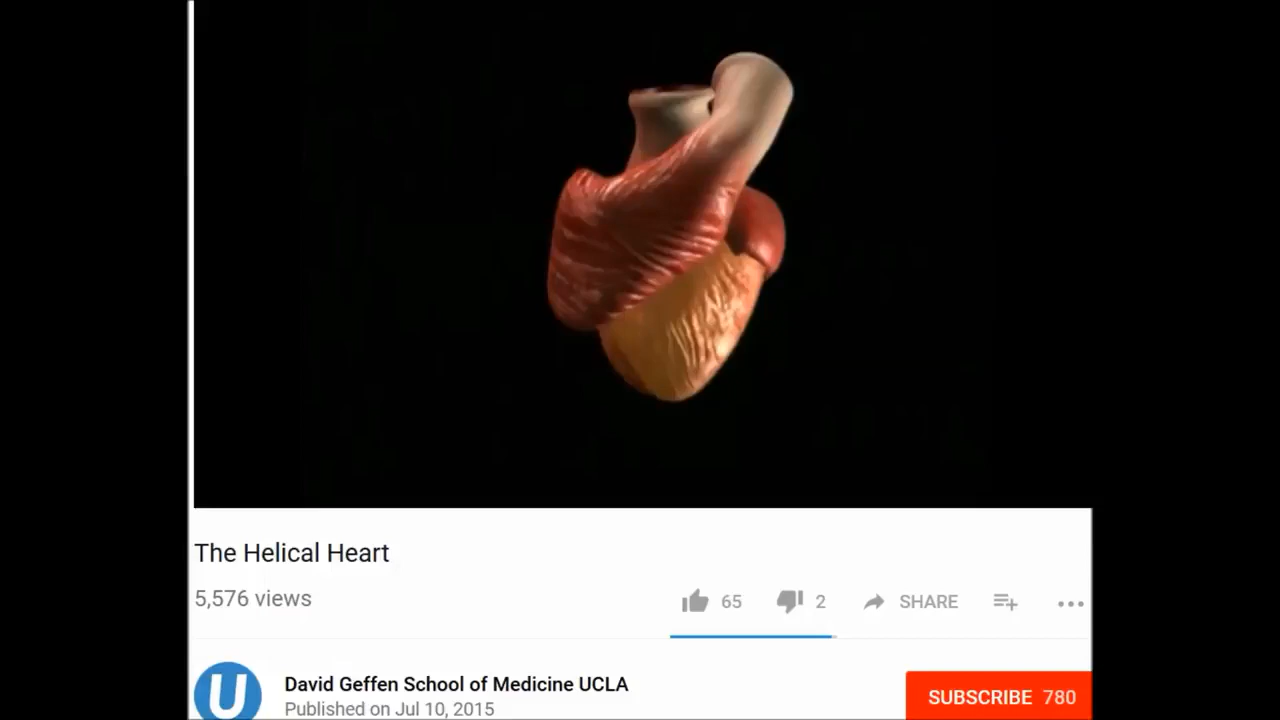 The Helical Heart
5,576 views
65 2 SHARE
U
David Geffen School of Medicine UCLA
Published on Jul 10, 2015
SUBSCRIBE 780